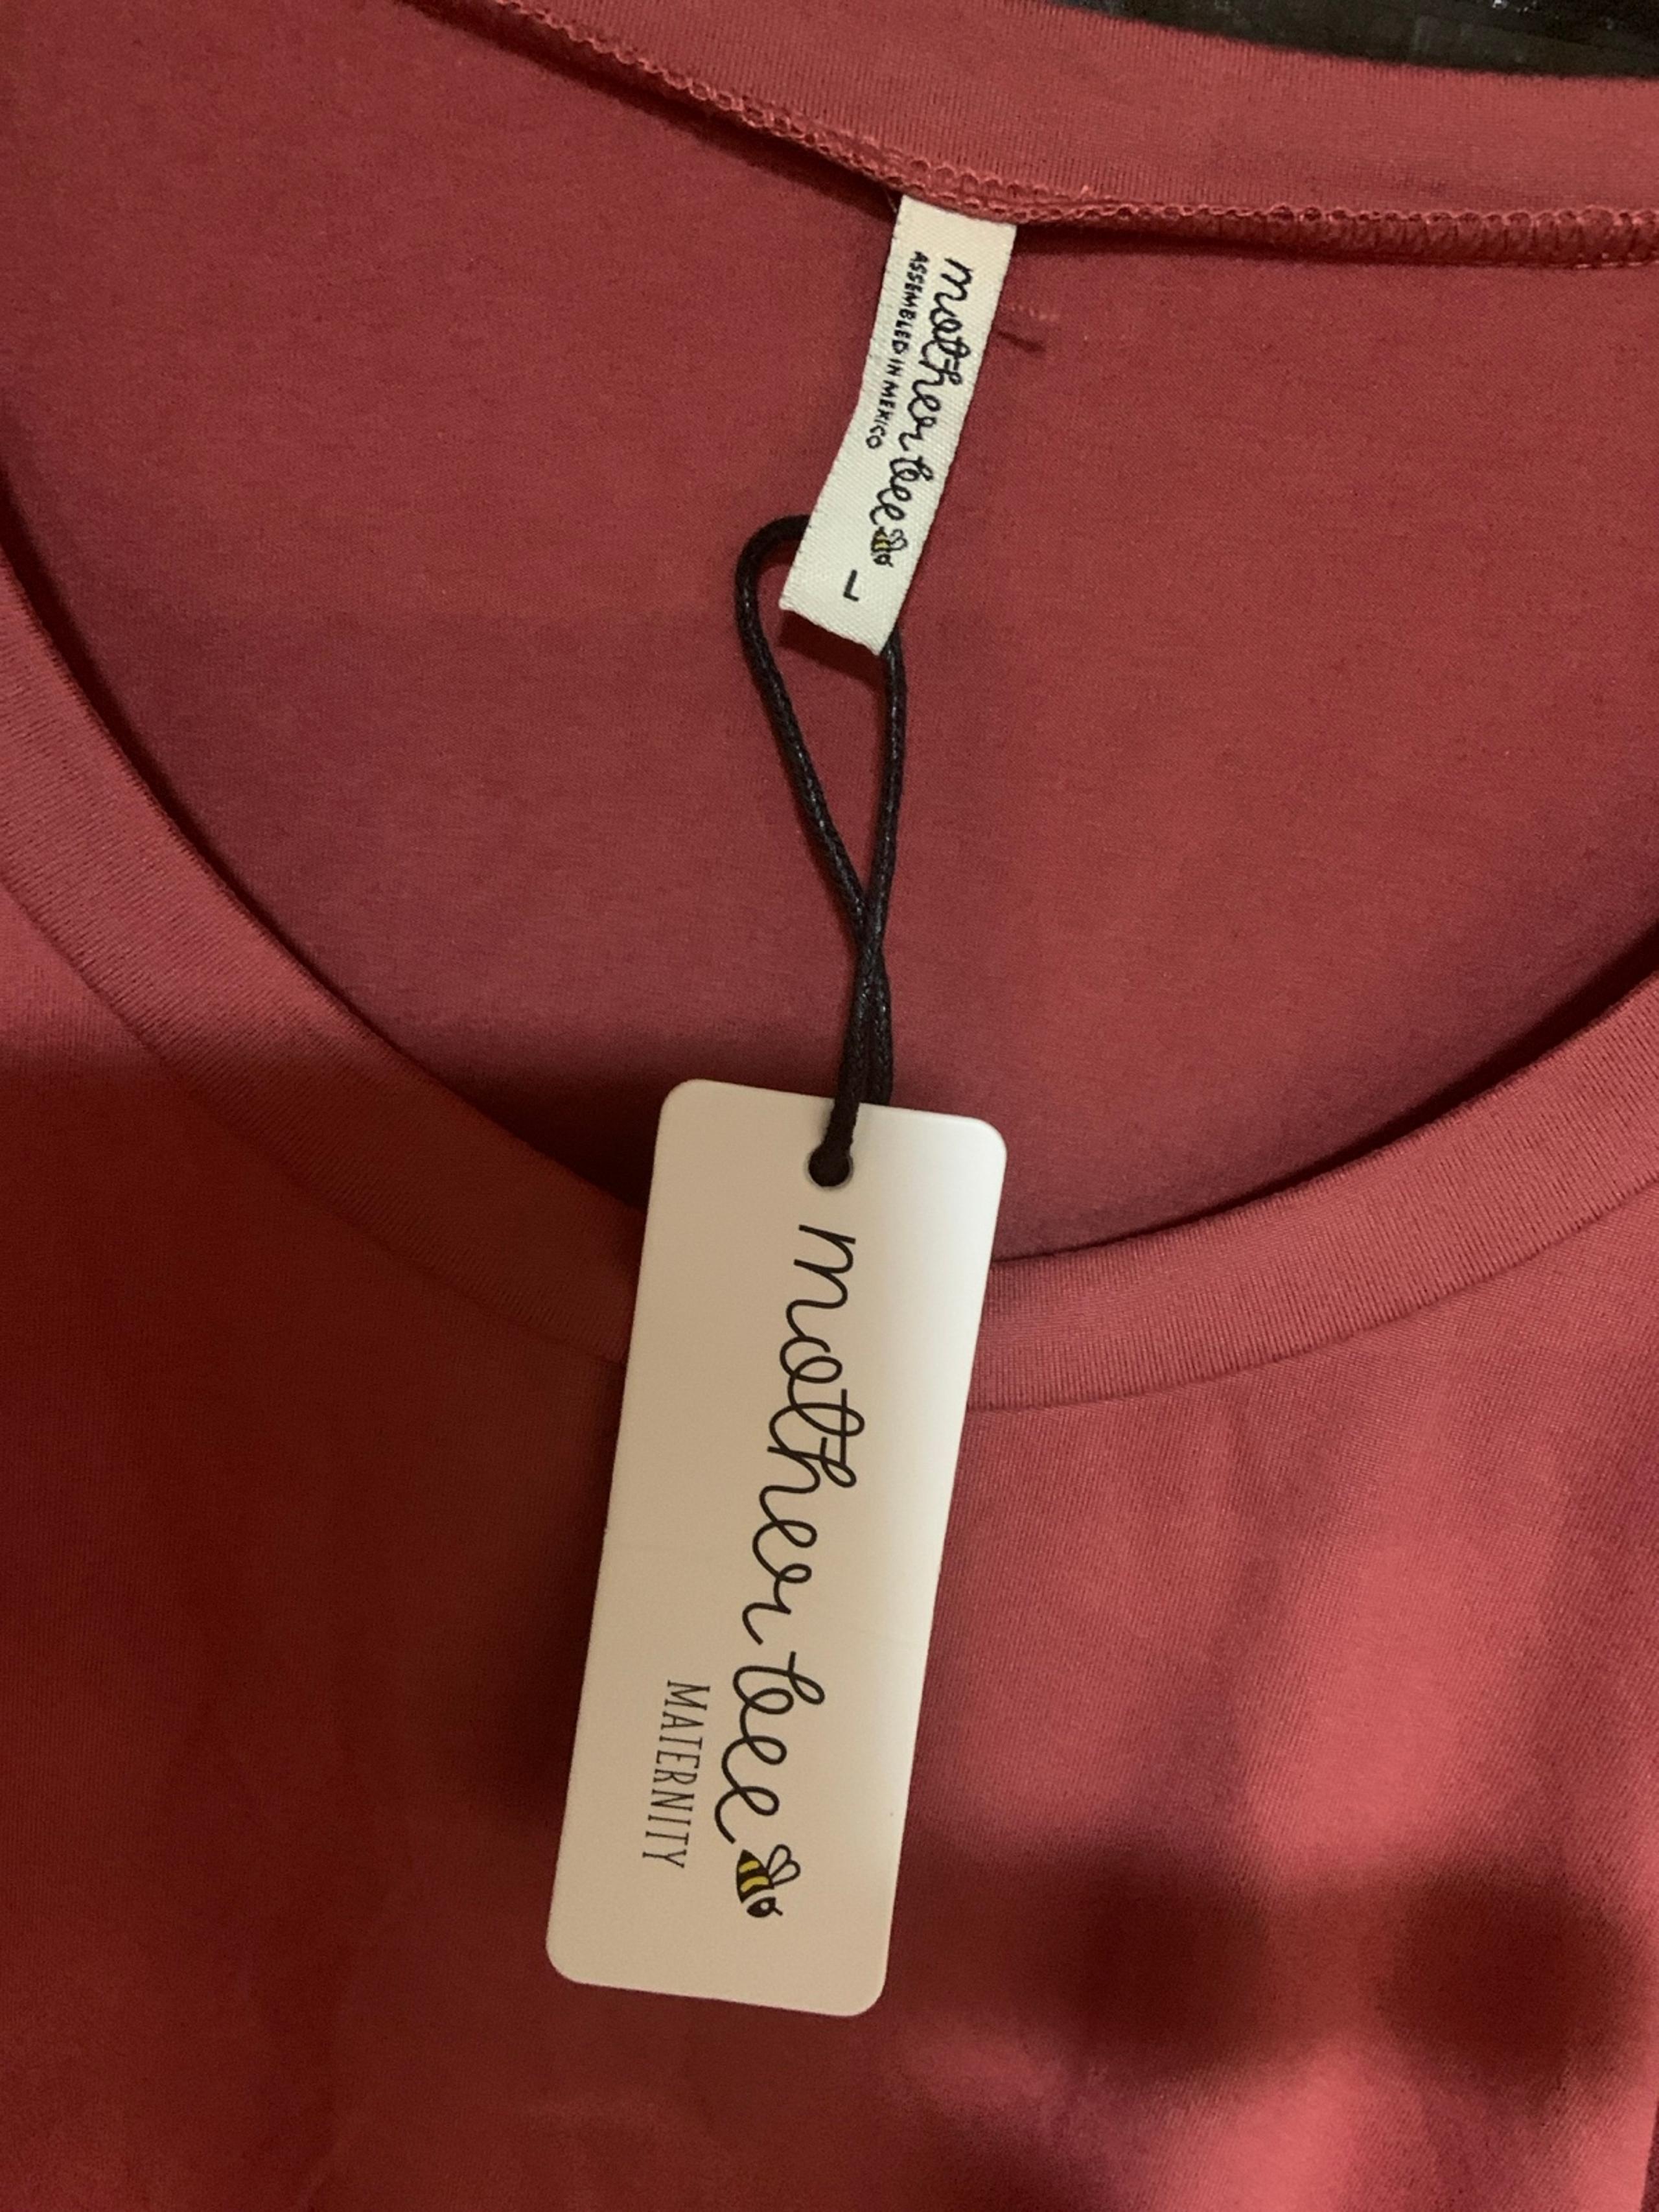 mother bee
ASSEMBLED IN MEXICO
L
mother bee
MATERNITY